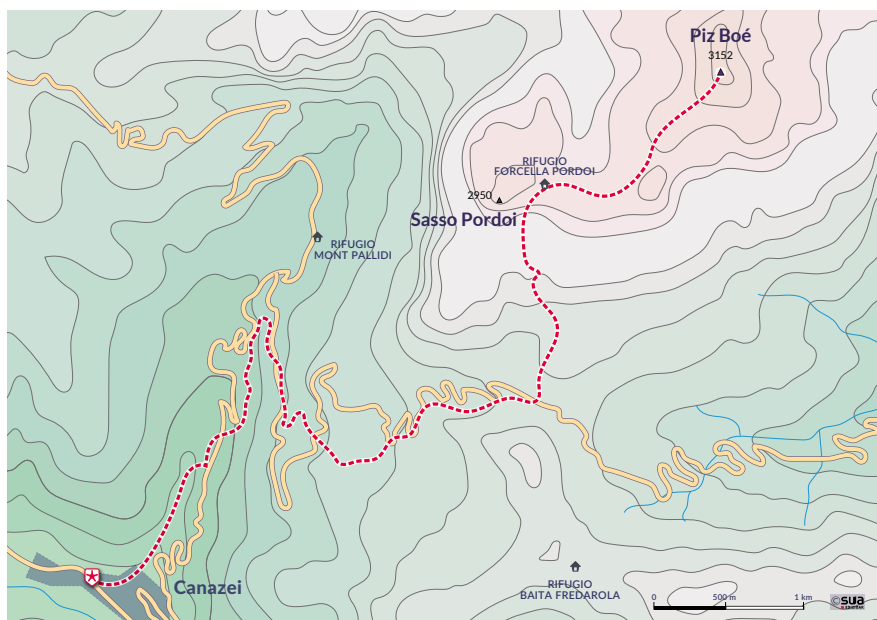 Piz Boé
3152
RIFUGIO
FORCELLA PORDOI
2950
Sasso Pordoi
RIFUGIO
MONT PALLIDI
Canazei
RIFUGIO
BAITA FREDAROLA
0 500 m 1 km
© sua